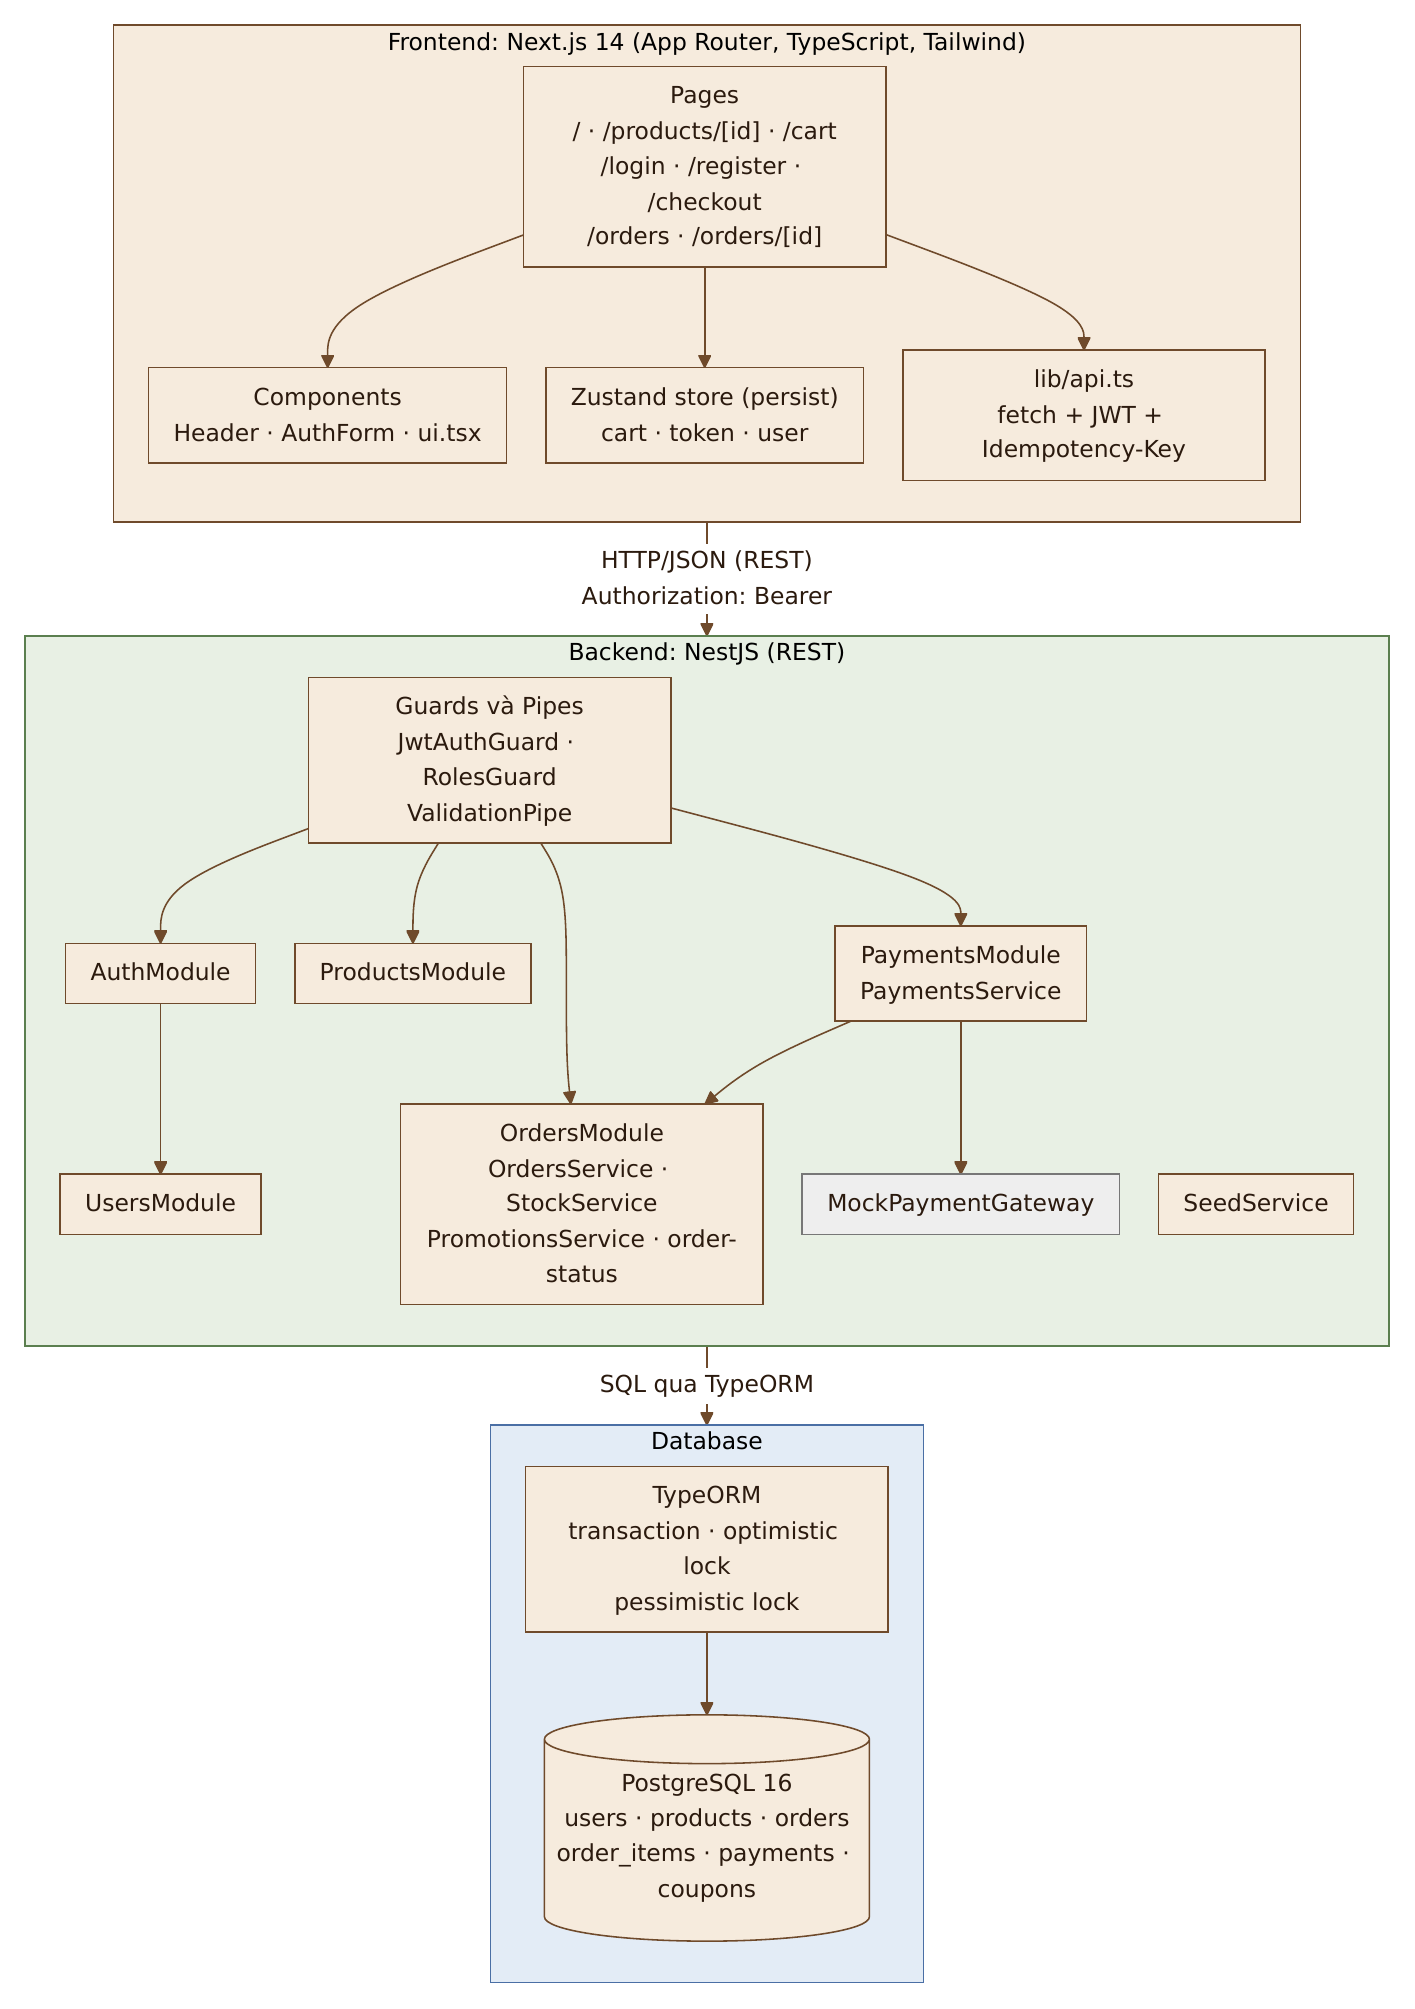 Frontend: Next.js 14 (App Router, TypeScript, Tailwind)
Pages
/ · /products/[id] · /cart
/login · /register ·
/checkout
/orders · /orders/[id]
Components
Header · AuthForm · ui.tsx
Zustand store (persist)
cart · token · user
lib/api.ts
fetch + JWT +
Idempotency-Key
HTTP/JSON (REST)
Authorization: Bearer
Backend: NestJS (REST)
Guards và Pipes
JwtAuthGuard ·
RolesGuard
ValidationPipe
AuthModule
ProductsModule
PaymentsModule
PaymentsService
UsersModule
OrdersModule
OrdersService ·
StockService
PromotionsService · order-
status
MockPaymentGateway
SeedService
SQL qua TypeORM
Database
TypeORM
transaction · optimistic
lock
pessimistic lock
PostgreSQL 16
users · products · orders
order_items · payments ·
coupons